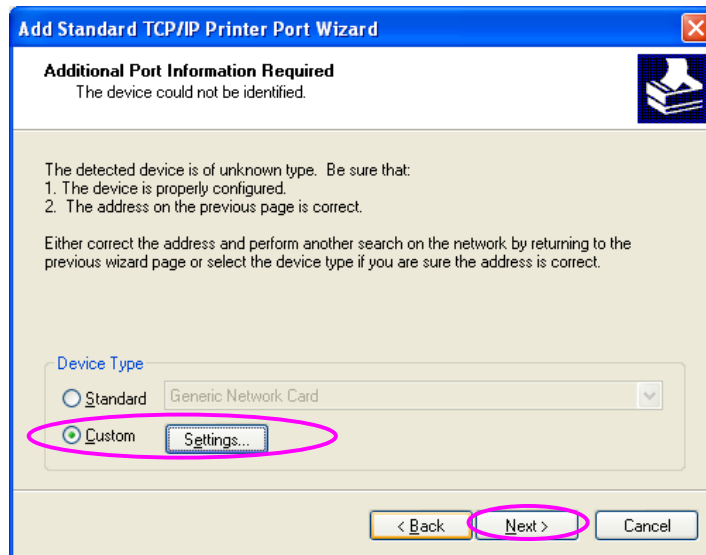 Add Standard TCP/IP Printer Port Wizard
Additional Port Information Required
The device could not be identified.
The detected device is of unknown type.  Be sure that:
1. The device is properly configured.
2.  The address on the previous page is correct.
Either correct the address and perform another search on the network by returning to the
previous wizard page or select the device type if you are sure the address is correct.
Device Type
Standard
Generic Network Card
Custom
Settings...
< Back
Next >
Cancel